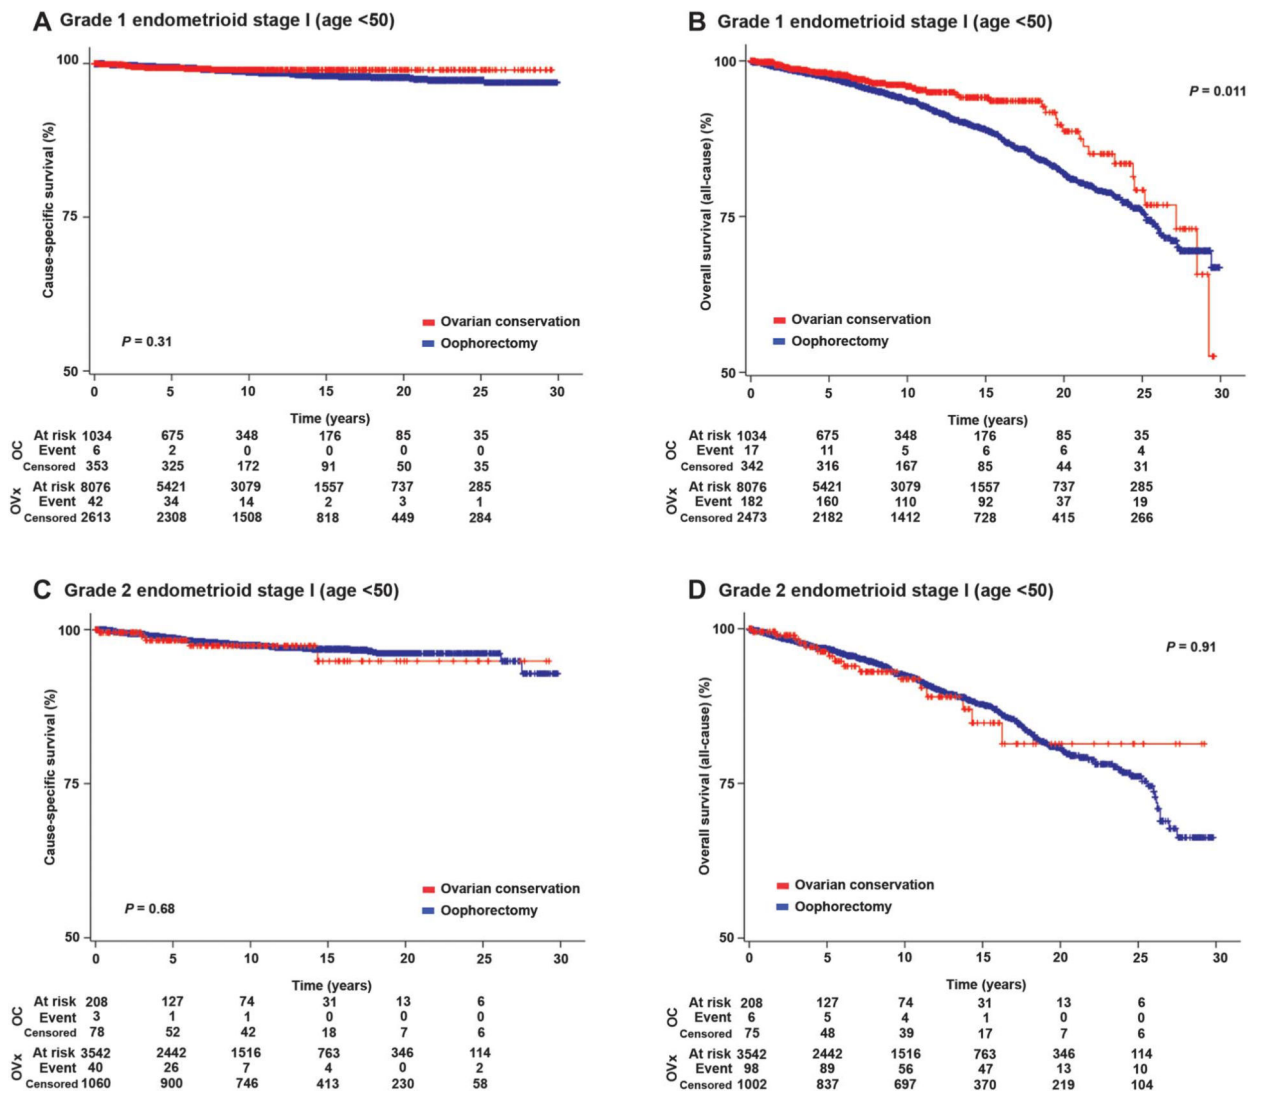 A Grade 1 endometrioid stage I (age <50)
100
75
50
Cause-specific survival (%)
P = 0.31
Ovarian conservation
Oophorectomy
0 5 10 15 20 25 30
Time (years)
OC
At risk 1034 675 348 176 85 35
Event 6 2 0 0 0 0
Censored 353 325 172 91 50 35
OVx
At risk 8076 5421 3079 1557 737 285
Event 42 34 14 2 3 1
Censored 2613 2308 1508 818 449 284
B Grade 1 endometrioid stage I (age <50)
100
75
50
Overall survival (all-cause) (%)
P = 0.011
Ovarian conservation
Oophorectomy
0 5 10 15 20 25 30
Time (years)
OC
At risk 1034 675 348 176 85 35
Event 17 11 5 6 6 4
Censored 342 316 167 85 44 31
OVx
At risk 8076 5421 3079 1557 737 285
Event 182 160 110 92 37 19
Censored 2473 2182 1412 728 415 266
C Grade 2 endometrioid stage I (age <50)
100
75
50
Cause-specific survival (%)
P = 0.68
Ovarian conservation
Oophorectomy
0 5 10 15 20 25 30
Time (years)
OC
At risk 208 127 74 31 13 6
Event 3 1 1 0 0 0
Censored 78 52 42 18 7 6
OVx
At risk 3542 2442 1516 763 346 114
Event 40 26 7 4 0 2
Censored 1060 900 746 413 230 58
D Grade 2 endometrioid stage I (age <50)
100
75
50
Overall survival (all-cause) (%)
P = 0.91
Ovarian conservation
Oophorectomy
0 5 10 15 20 25 30
Time (years)
OC
At risk 208 127 74 31 13 6
Event 6 5 4 1 0 0
Censored 75 48 39 17 7 6
OVx
At risk 3542 2442 1516 763 346 114
Event 98 89 56 47 13 10
Censored 1002 837 697 370 219 104